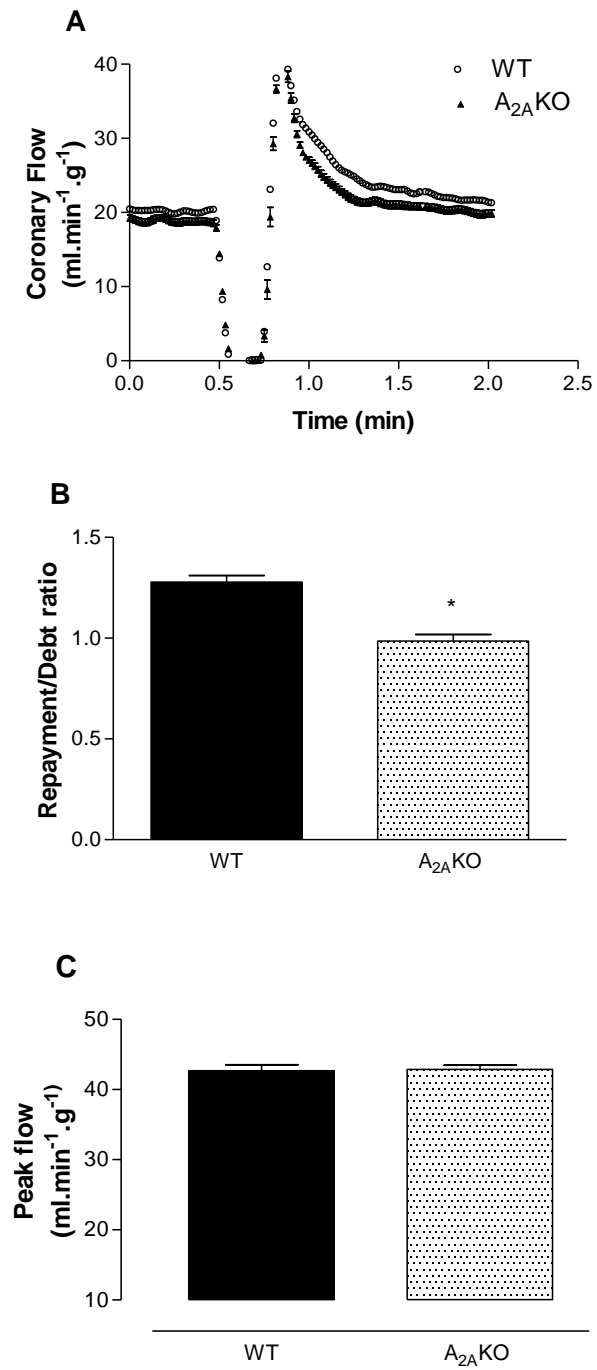 A
WT
A2AKO
Coronary Flow
(ml.min-1.g-1)
40
30
20
10
0
0.0 0.5 1.0 1.5 2.0 2.5
Time (min)
B
Repayment/Debt ratio
1.5
1.0
0.5
0.0
*
WT A2AKO
C
Peak flow
(ml.min-1.g-1)
50
40
30
20
10
WT A2AKO